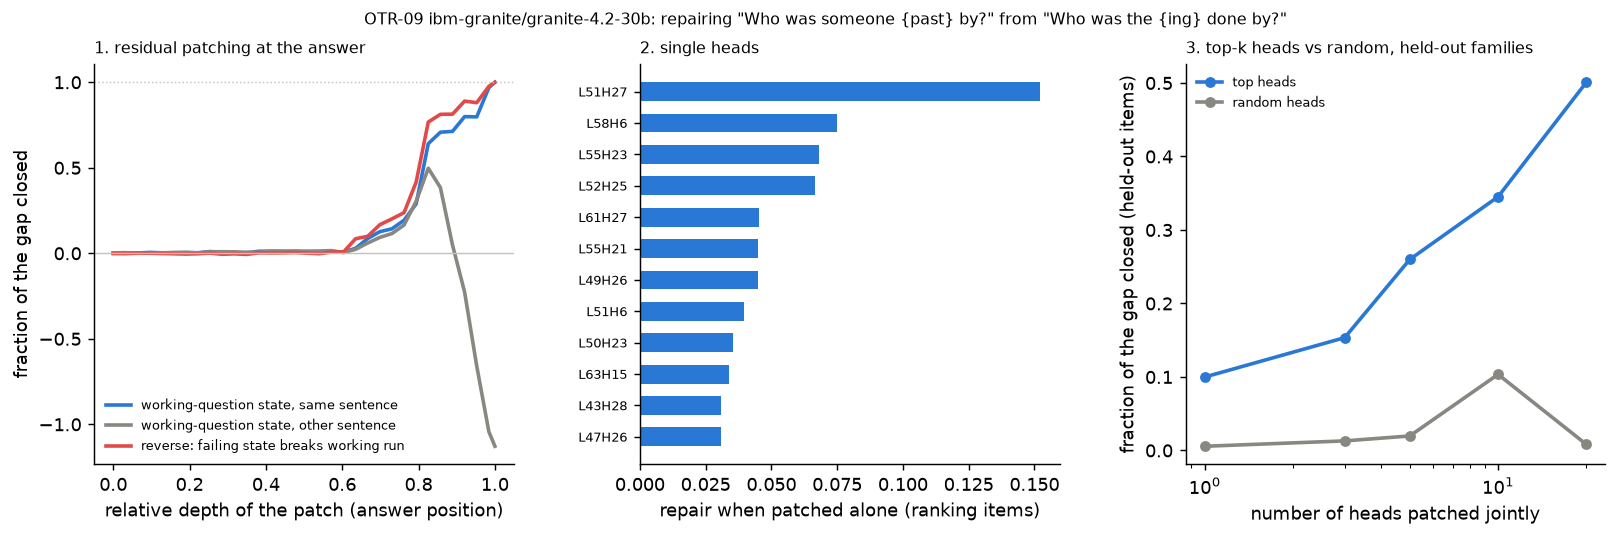 OTR-09 ibm-granite/granite-4.2-30b: repairing "Who was someone {past} by?" from "Who was the {ing} done by?"
1. residual patching at the answer
fraction of the gap closed
1.0
0.5
0.0
−0.5
−1.0
working-question state, same sentence
working-question state, other sentence
reverse: failing state breaks working run
0.0 0.2 0.4 0.6 0.8 1.0
relative depth of the patch (answer position)
2. single heads
L51H27
L58H6
L55H23
L52H25
L61H27
L55H21
L49H26
L51H6
L50H23
L63H15
L43H28
L47H26
0.000 0.025 0.050 0.075 0.100 0.125 0.150
repair when patched alone (ranking items)
3. top-k heads vs random, held-out families
fraction of the gap closed (held-out items)
top heads
random heads
0.5
0.4
0.3
0.2
0.1
0.0
10⁰ 10¹
number of heads patched jointly